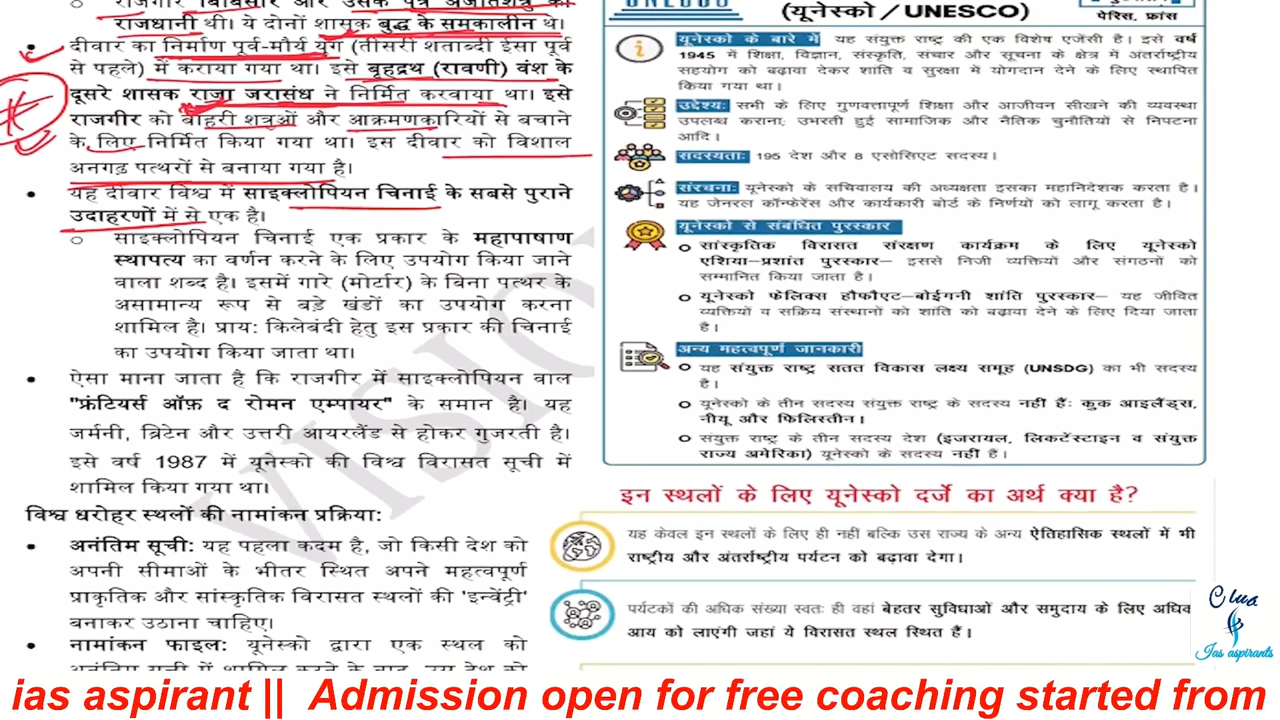 राजगीर बिंबिसार और उसके पुत्र अजातशत्रु की
राजधानी थी। ये दोनों शासक बुद्ध के समकालीन थे।
दीवार का निर्माण पूर्व-मौर्य युग (तीसरी शताब्दी ईसा पूर्व
से पहले) में कराया गया था। इसे बृहद्रथ (रावणी) वंश के
दूसरे शासक राजा जरासंध ने निर्मित करवाया था। इसे
राजगीर को बाहरी शत्रुओं और आक्रमणकारियों से बचाने
के लिए निर्मित किया गया था। इस दीवार को विशाल
अनगढ़ पत्थरों से बनाया गया है।
यह दीवार विश्व में साइक्लोपियन चिनाई के सबसे पुराने
उदाहरणों में से एक है।
साइक्लोपियन चिनाई एक प्रकार के महापाषाण
स्थापत्य का वर्णन करने के लिए उपयोग किया जाने
वाला शब्द है। इसमें गारे (मोर्टार) के बिना पत्थर के
असामान्य रूप से बड़े खंडों का उपयोग करना
शामिल है। प्राय: किलेबंदी हेतु इस प्रकार की चिनाई
का उपयोग किया जाता था।
ऐसा माना जाता है कि राजगीर में साइक्लोपियन वाल
"फ्रंटियर्स ऑफ़ द रोमन एम्पायर" के समान है। यह
जर्मनी, ब्रिटेन और उत्तरी आयरलैंड से होकर गुजरती है।
इसे वर्ष 1987 में यूनेस्को की विश्व विरासत सूची में
शामिल किया गया था।
विश्व धरोहर स्थलों की नामांकन प्रक्रिया:
अनंतिम सूची: यह पहला कदम है, जो किसी देश को
अपनी सीमाओं के भीतर स्थित अपने महत्वपूर्ण
प्राकृतिक और सांस्कृतिक विरासत स्थलों की 'इन्वेंट्री'
बनाकर उठाना चाहिए।
नामांकन फाइल: यूनेस्को द्वारा एक स्थल को
(यूनेस्को/UNESCO)
पेरिस, फ्रांस
यूनेस्को के बारे में यह संयुक्त राष्ट्र की एक विशेष एजेंसी है। इसे वर्ष
1945 में शिक्षा, विज्ञान, संस्कृति, संचार और सूचना के क्षेत्र में अंतर्राष्ट्रीय
सहयोग को बढ़ावा देकर शांति व सुरक्षा में योगदान देने के लिए स्थापित
किया गया था।
उद्देश्य: सभी के लिए गुणवत्तापूर्ण शिक्षा और आजीवन सीखने की व्यवस्था
उपलब्ध कराना; उभरती हुई सामाजिक और नैतिक चुनौतियों से निपटना
आदि।
सदस्यता: 195 देश और 8 एसोसिएट सदस्य।
संरचना: यूनेस्को के सचिवालय की अध्यक्षता इसका महानिदेशक करता है।
यह जेनरल कॉन्फेरेंस और कार्यकारी बोर्ड के निर्णयों को लागू करता है।
यूनेस्को से संबंधित पुरस्कार
सांस्कृतिक विरासत संरक्षण कार्यक्रम के लिए यूनेस्को
एशिया-प्रशांत पुरस्कार- इससे निजी व्यक्तियों और संगठनों को
सम्मानित किया जाता है।
यूनेस्को फेलिक्स हौफौएट-बोईगनी शांति पुरस्कार- यह जीवित
व्यक्तियों व सक्रिय संस्थानों को शांति को बढ़ावा देने के लिए दिया जाता
है।
अन्य महत्वपूर्ण जानकारी
यह संयुक्त राष्ट्र सतत विकास लक्ष्य समूह (UNSDG) का भी सदस्य
है।
यूनेस्को के तीन सदस्य संयुक्त राष्ट्र के सदस्य नहीं हैं: कुक आइलैंड्स,
नीयू और फिलिस्तीन।
संयुक्त राष्ट्र के तीन सदस्य देश (इजरायल, लिकटेंस्टाइन व संयुक्त
राज्य अमेरिका) यूनेस्को के सदस्य नहीं हैं।
इन स्थलों के लिए यूनेस्को दर्जे का अर्थ क्या है?
यह केवल इन स्थलों के लिए ही नहीं बल्कि उस राज्य के अन्य ऐतिहासिक स्थलों में भी
राष्ट्रीय और अंतर्राष्ट्रीय पर्यटन को बढ़ावा देगा।
पर्यटकों की अधिक संख्या स्वतः ही वहां बेहतर सुविधाओं और समुदाय के लिए अधिक
आय को लाएंगी जहां ये विरासत स्थल स्थित हैं।
VISIO
Ias aspirants
ias aspirant || Admission open for free coaching started from